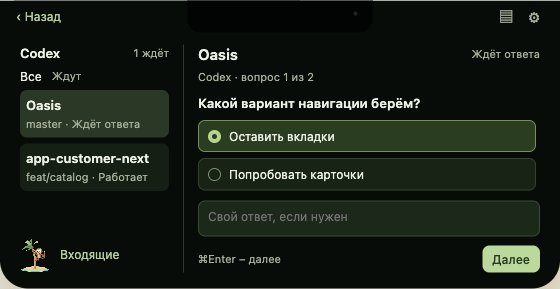 ‹ Назад
Codex
1 ждёт
Все Ждут
Oasis
master · Ждёт ответа
app-customer-next
feat/catalog · Работает
Входящие
Oasis
Ждёт ответа
Codex · вопрос 1 из 2
Какой вариант навигации берём?
Оставить вкладки
Попробовать карточки
Свой ответ, если нужен
⌘Enter – далее
Далее